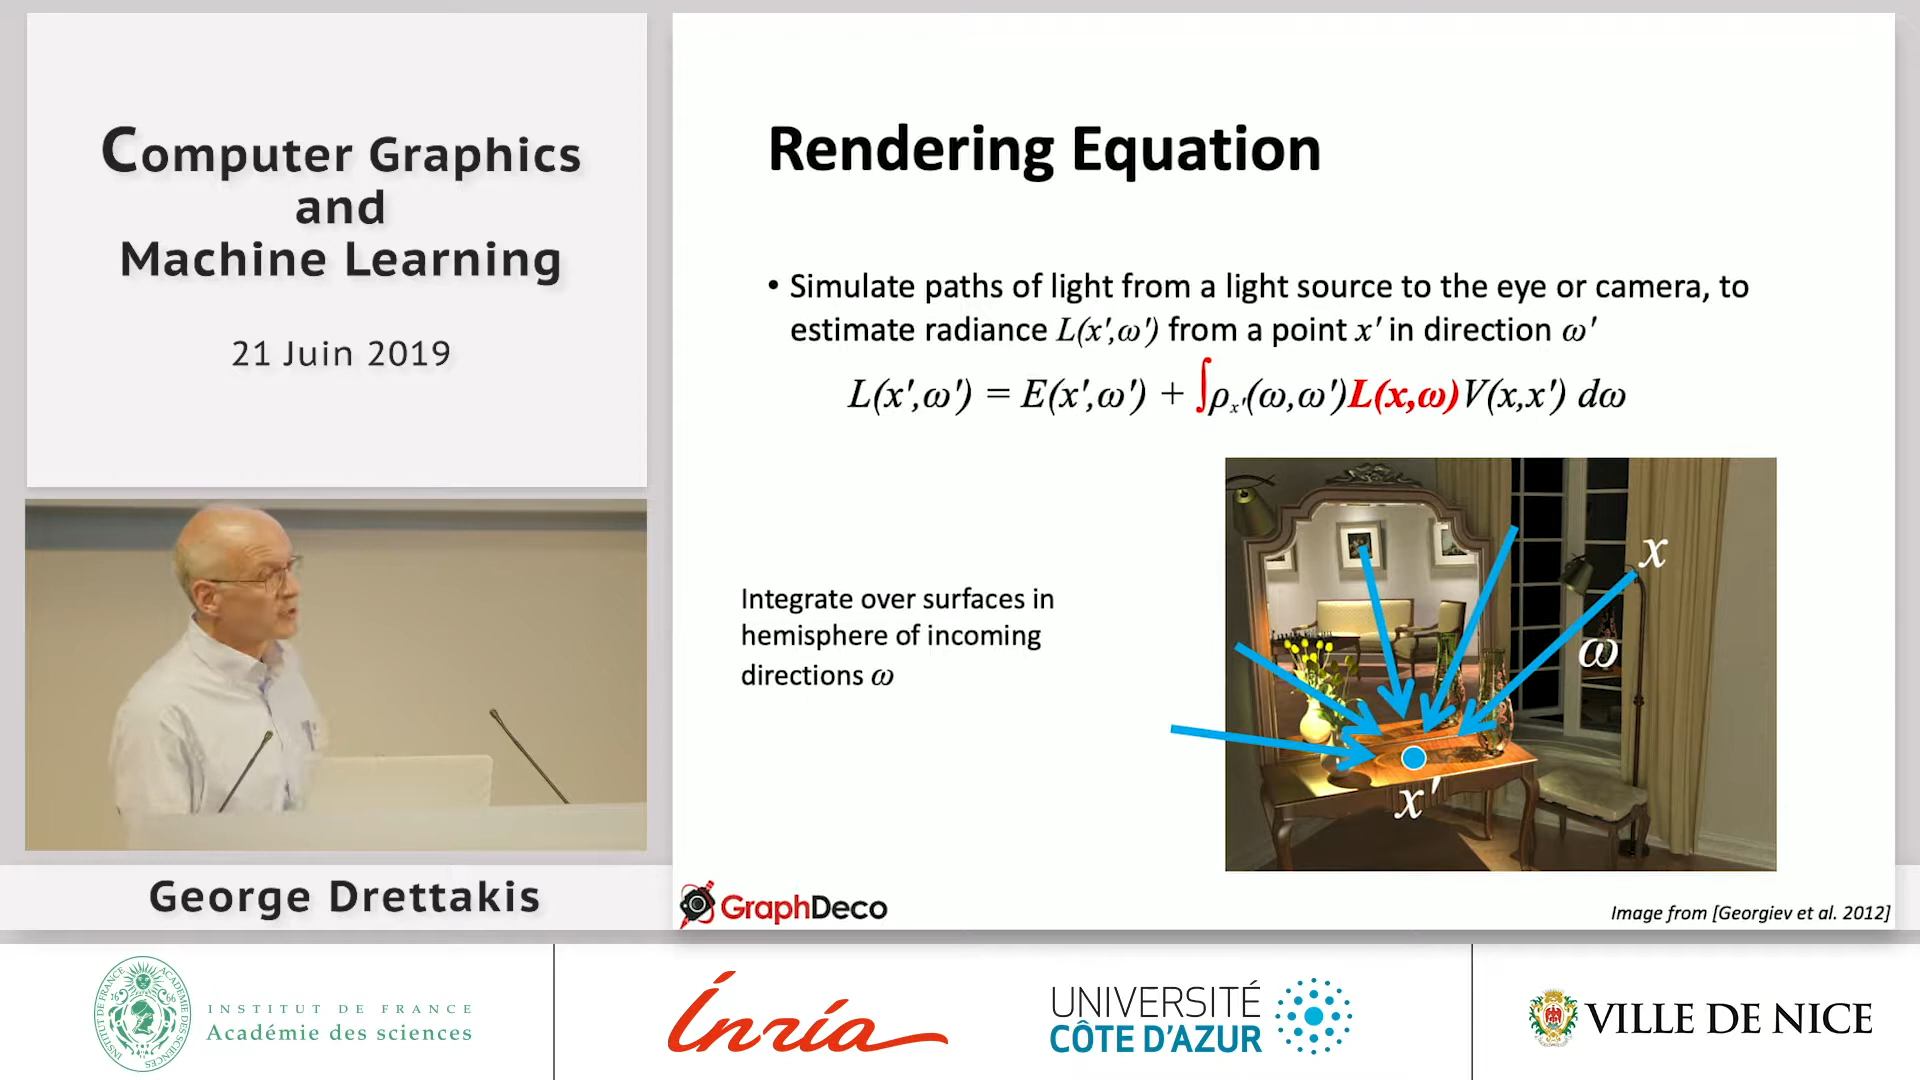 Computer Graphics
and
Machine Learning
21 Juin 2019
George Drettakis
Rendering Equation
• Simulate paths of light from a light source to the eye or camera, to
estimate radiance L(x',ω') from a point x' in direction ω'
L(x',ω') = E(x',ω') + ∫ρx'(ω,ω')L(x,ω)V(x,x') dω
Integrate over surfaces in
hemisphere of incoming
directions ω
x
ω
x'
GraphDeco
Image from [Georgiev et al. 2012]
INSTITUT DE FRANCE
Académie des sciences
Inría
UNIVERSITÉ
CÔTE D'AZUR
VILLE DE NICE